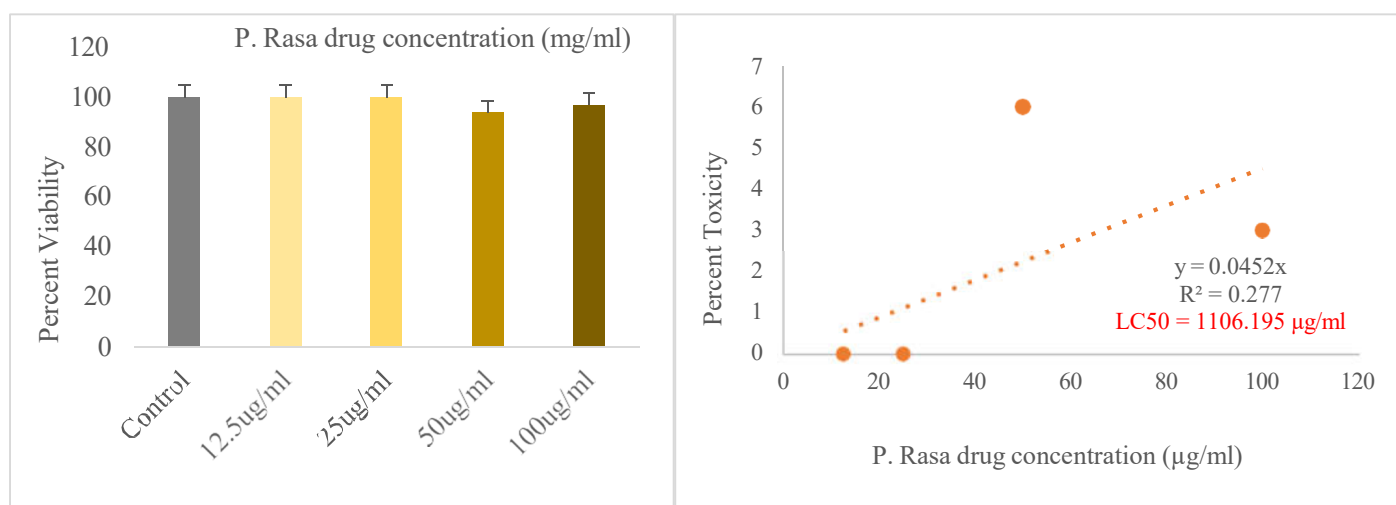 P. Rasa drug concentration (mg/ml)
120
100
80
60
40
20
0
Percent Viability
Control
12.5ug/ml
25ug/ml
50ug/ml
100ug/ml
7
6
5
4
3
2
1
0
Percent Toxicity
y = 0.0452x
R² = 0.277
LC50 = 1106.195 µg/ml
0 20 40 60 80 100 120
P. Rasa drug concentration (µg/ml)